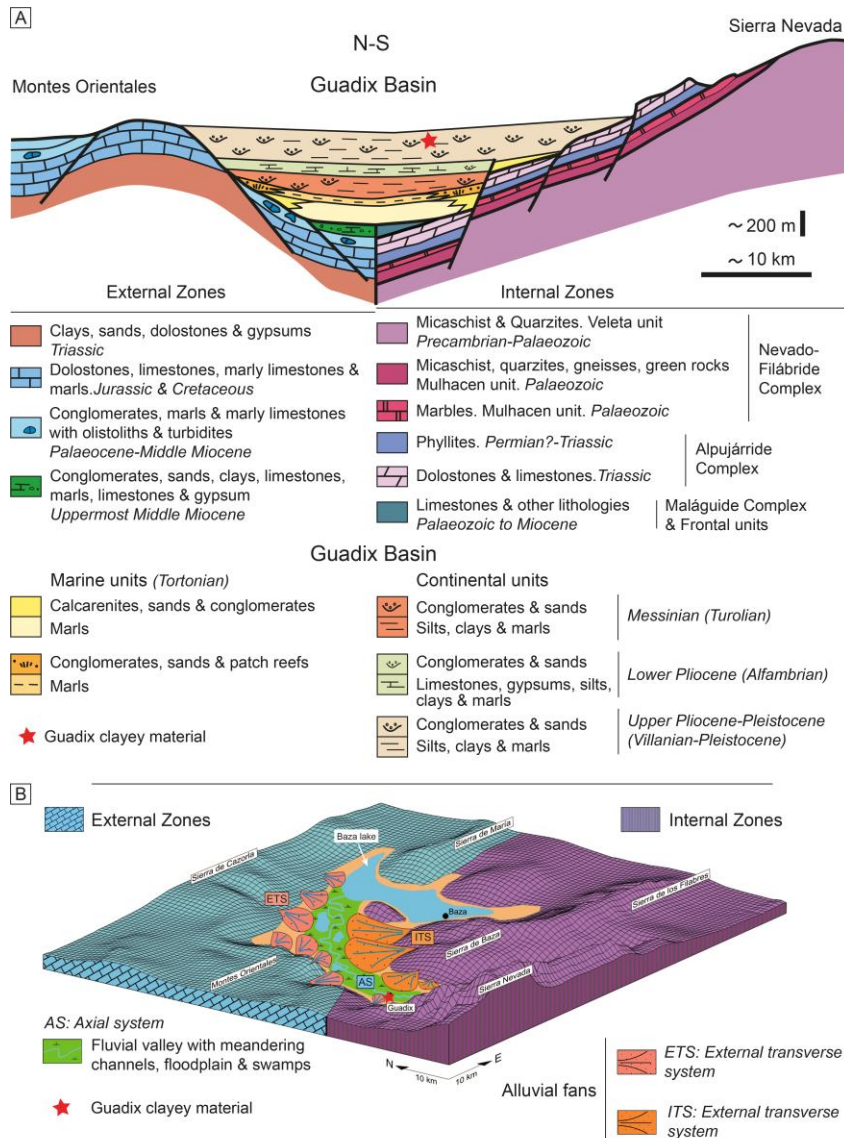 A
N-S
Sierra Nevada
Montes Orientales
Guadix Basin
~ 200 m
~ 10 km
External Zones
Internal Zones
Clays, sands, dolostones & gypsums
Triassic
Dolostones, limestones, marly limestones &
marls.Jurassic & Cretaceous
Conglomerates, marls & marly limestones
with olistoliths & turbidites
Palaeocene-Middle Miocene
Conglomerates, sands, clays, limestones,
marls, limestones & gypsum
Uppermost Middle Miocene
Micaschist & Quarzites. Veleta unit
Precambrian-Palaeozoic
Micaschist, quarzites, gneisses, green rocks
Mulhacen unit. Palaeozoic
Marbles. Mulhacen unit. Palaeozoic
Nevado-
Filábride
Complex
Phyllites. Permian?-Triassic
Dolostones & limestones.Triassic
Alpujárride
Complex
Limestones & other lithologies
Palaeozoic to Miocene
Maláguide Complex
& Frontal units
Guadix Basin
Marine units (Tortonian)
Calcarenites, sands & conglomerates
Marls
Conglomerates, sands & patch reefs
Marls
Guadix clayey material
Continental units
Conglomerates & sands
Silts, clays & marls
Messinian (Turolian)
Conglomerates & sands
Limestones, gypsums, silts,
clays & marls
Lower Pliocene (Alfambrian)
Conglomerates & sands
Silts, clays & marls
Upper Pliocene-Pleistocene
(Villanian-Pleistocene)
B
External Zones
Internal Zones
Baza lake
Sierra de María
Sierra de Cazorla
Sierra de los Filabres
ETS
Baza
ITS
Sierra de Baza
Montes Orientales
AS
Sierra Nevada
Guadix
AS: Axial system
Fluvial valley with meandering
channels, floodplain & swamps
Guadix clayey material
N
E
10 km
10 km
Alluvial fans
ETS: External transverse
system
ITS: External transverse
system